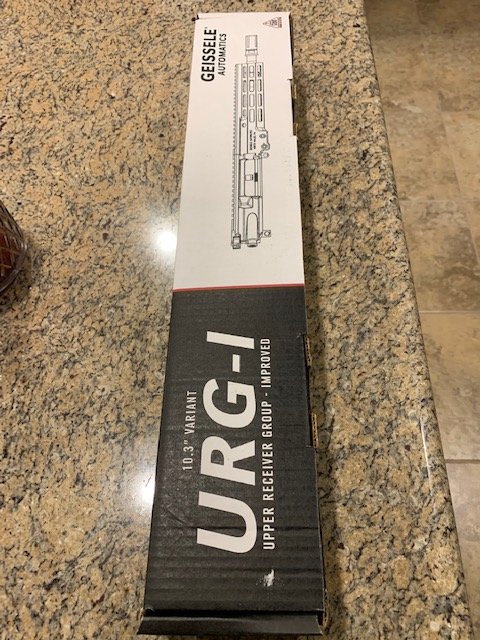 GEISSELE
AUTOMATICS
10.3" VARIANT
URG-I
UPPER RECEIVER GROUP - IMPROVED